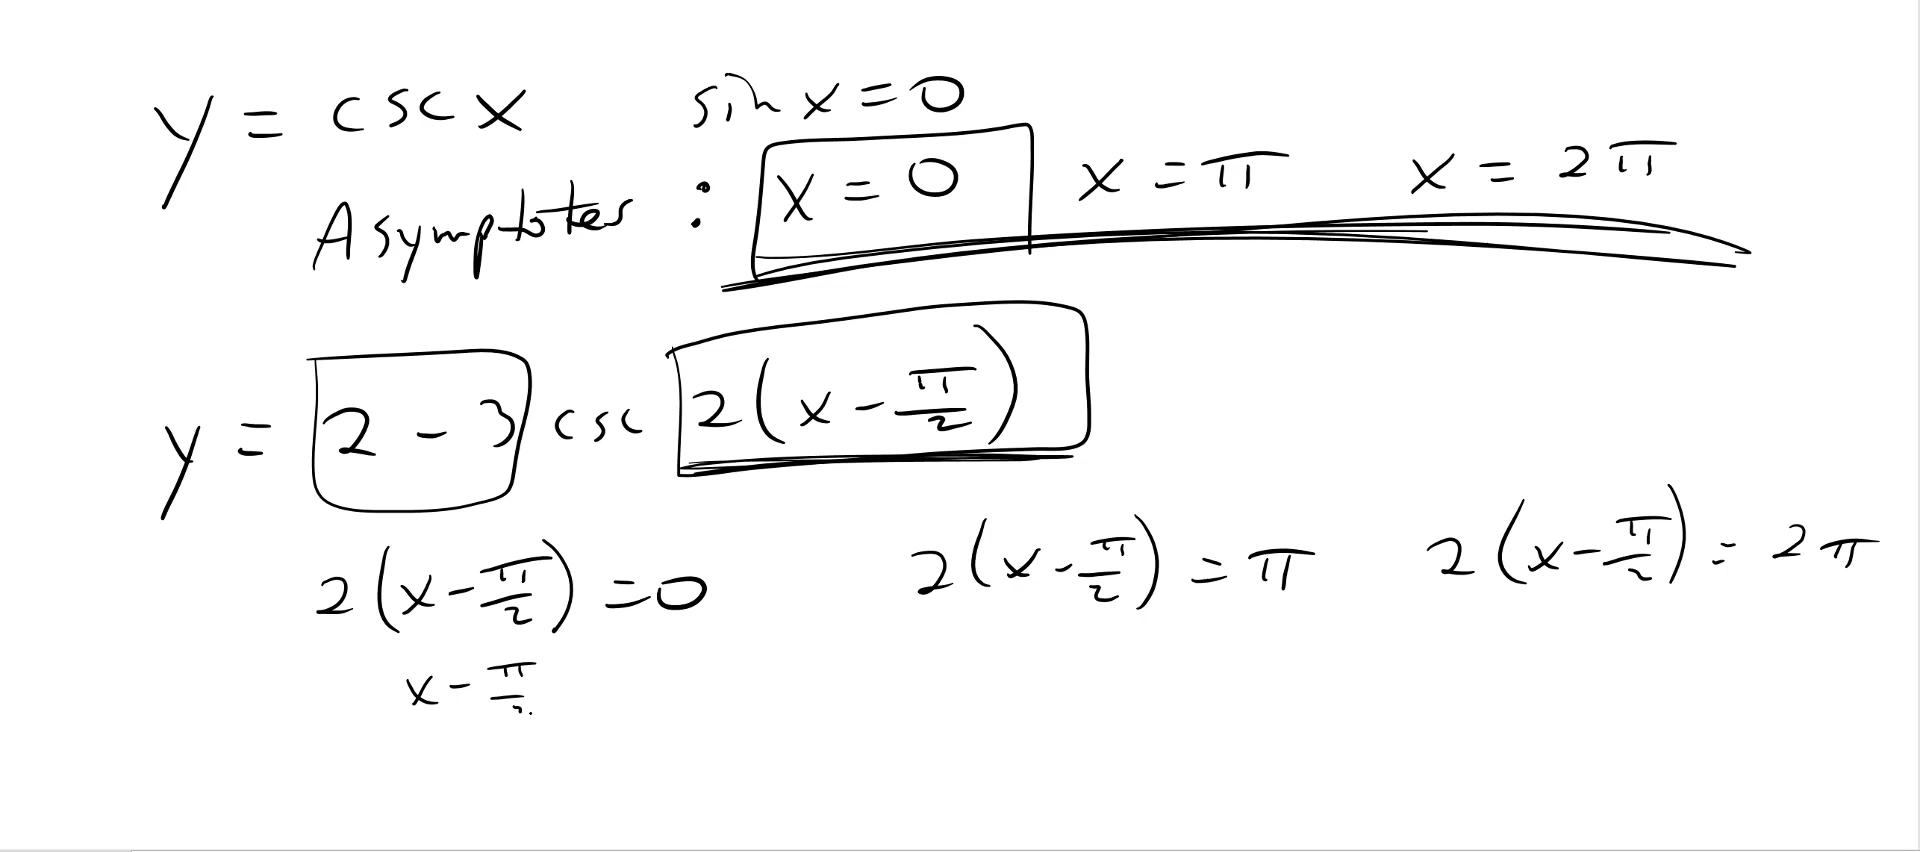 y = csc x sin x = 0
Asymptotes : x = 0 x = π x = 2π
y = 2 - 3 csc 2(x - π/2)
2(x - π/2) = 0 2(x - π/2) = π 2(x - π/2) = 2π
x - π/2